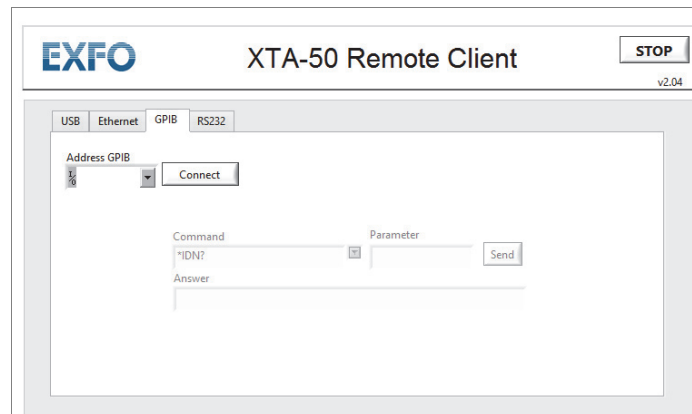 EXFO
XTA-50 Remote Client
STOP
v2.04
USB Ethernet GPIB RS232
Address GPIB
I/0
Connect
Command Parameter
*IDN?
Send
Answer